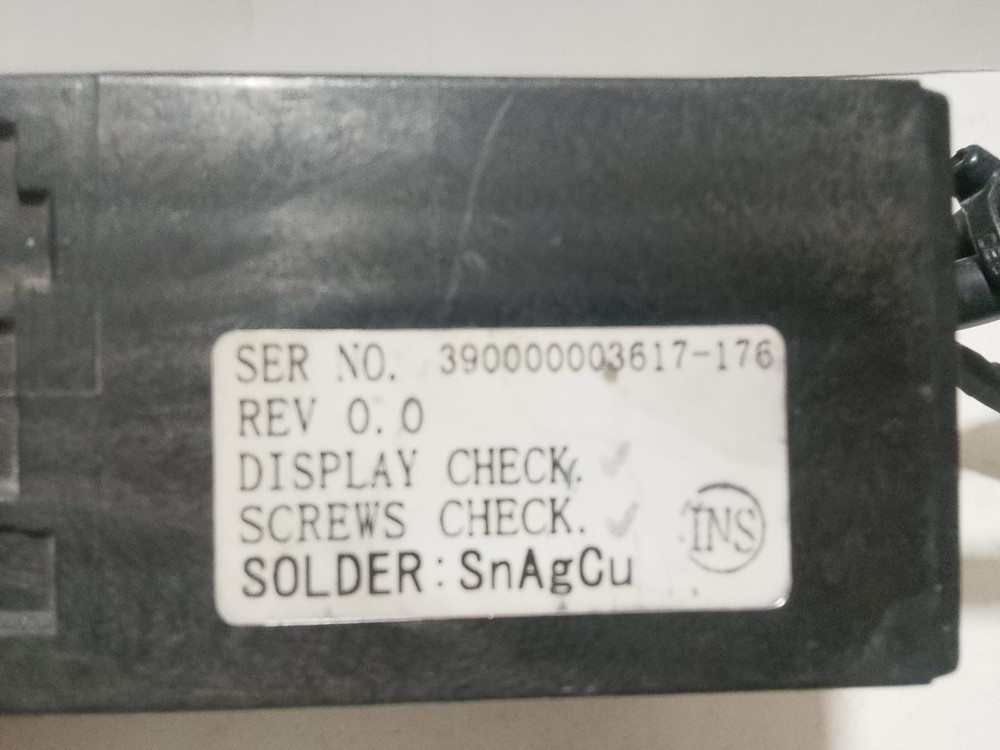 SER NO. 390000003617-176
REV 0.0
DISPLAY CHECK.
SCREWS CHECK.
INS
SOLDER:SnAgCu